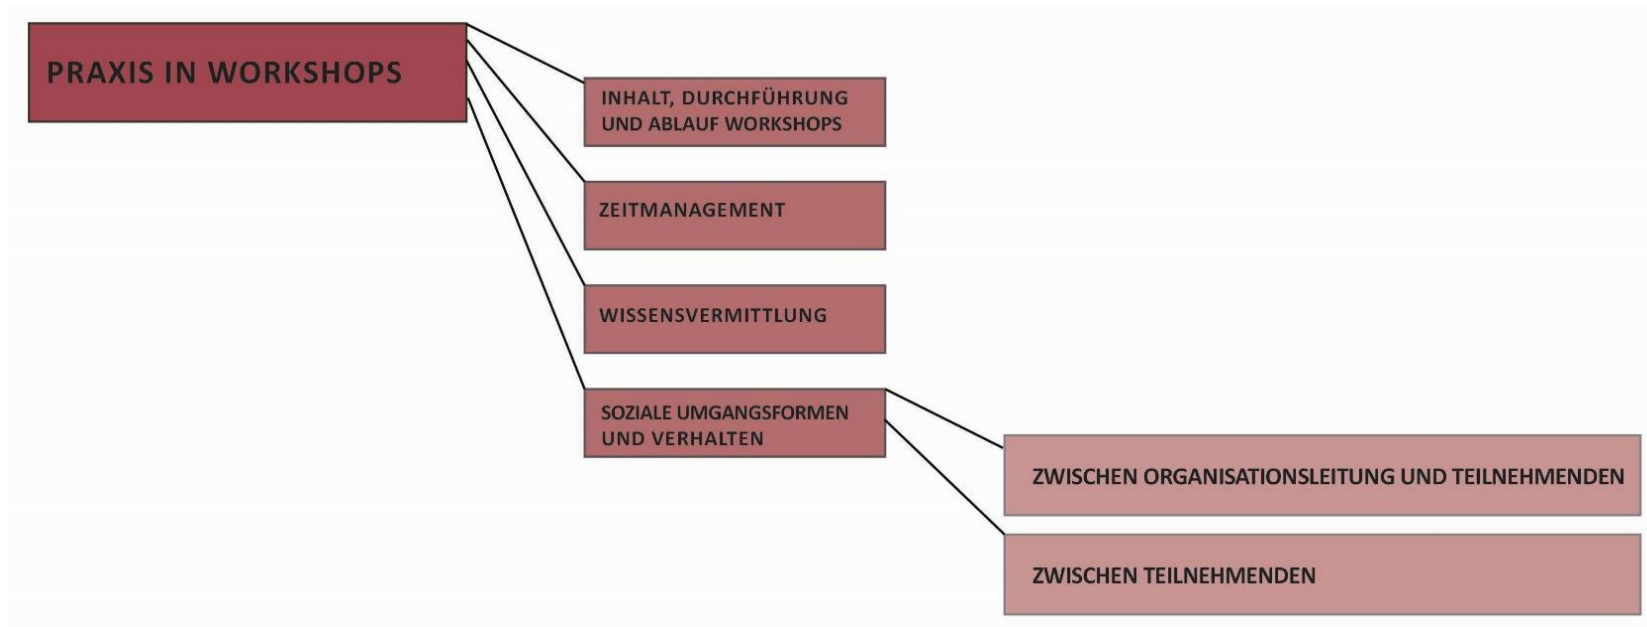 PRAXIS IN WORKSHOPS
INHALT, DURCHFÜHRUNG
UND ABLAUF WORKSHOPS
ZEITMANAGEMENT
WISSENSVERMITTLUNG
SOZIALE UMGANGSFORMEN
UND VERHALTEN
ZWISCHEN ORGANISATIONSLEITUNG UND TEILNEHMENDEN
ZWISCHEN TEILNEHMENDEN